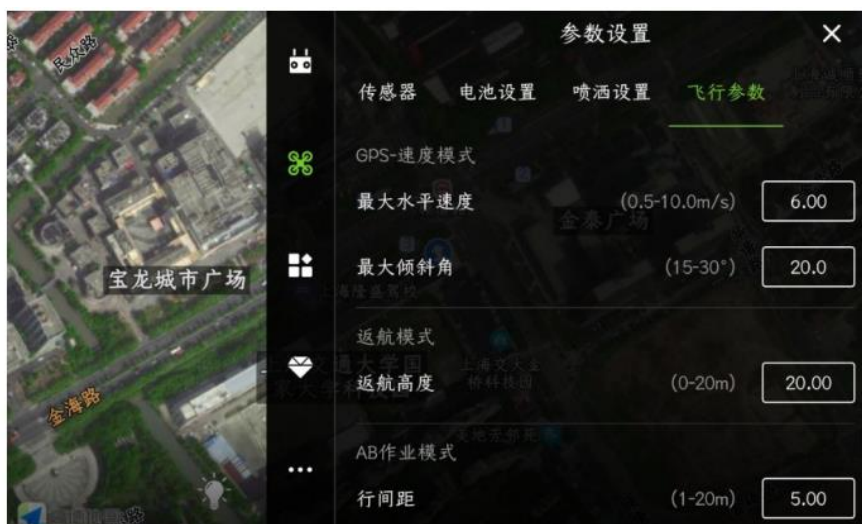 参数设置
传感器 电池设置 喷洒设置 飞行参数
GPS-速度模式
最大水平速度 (0.5-10.0m/s) 6.00
最大倾斜角 (15-30°) 20.0
返航模式
返航高度 (0-20m) 20.00
AB作业模式
行间距 (1-20m) 5.00
民众路
宝龙城市广场
金海路
金泰广场